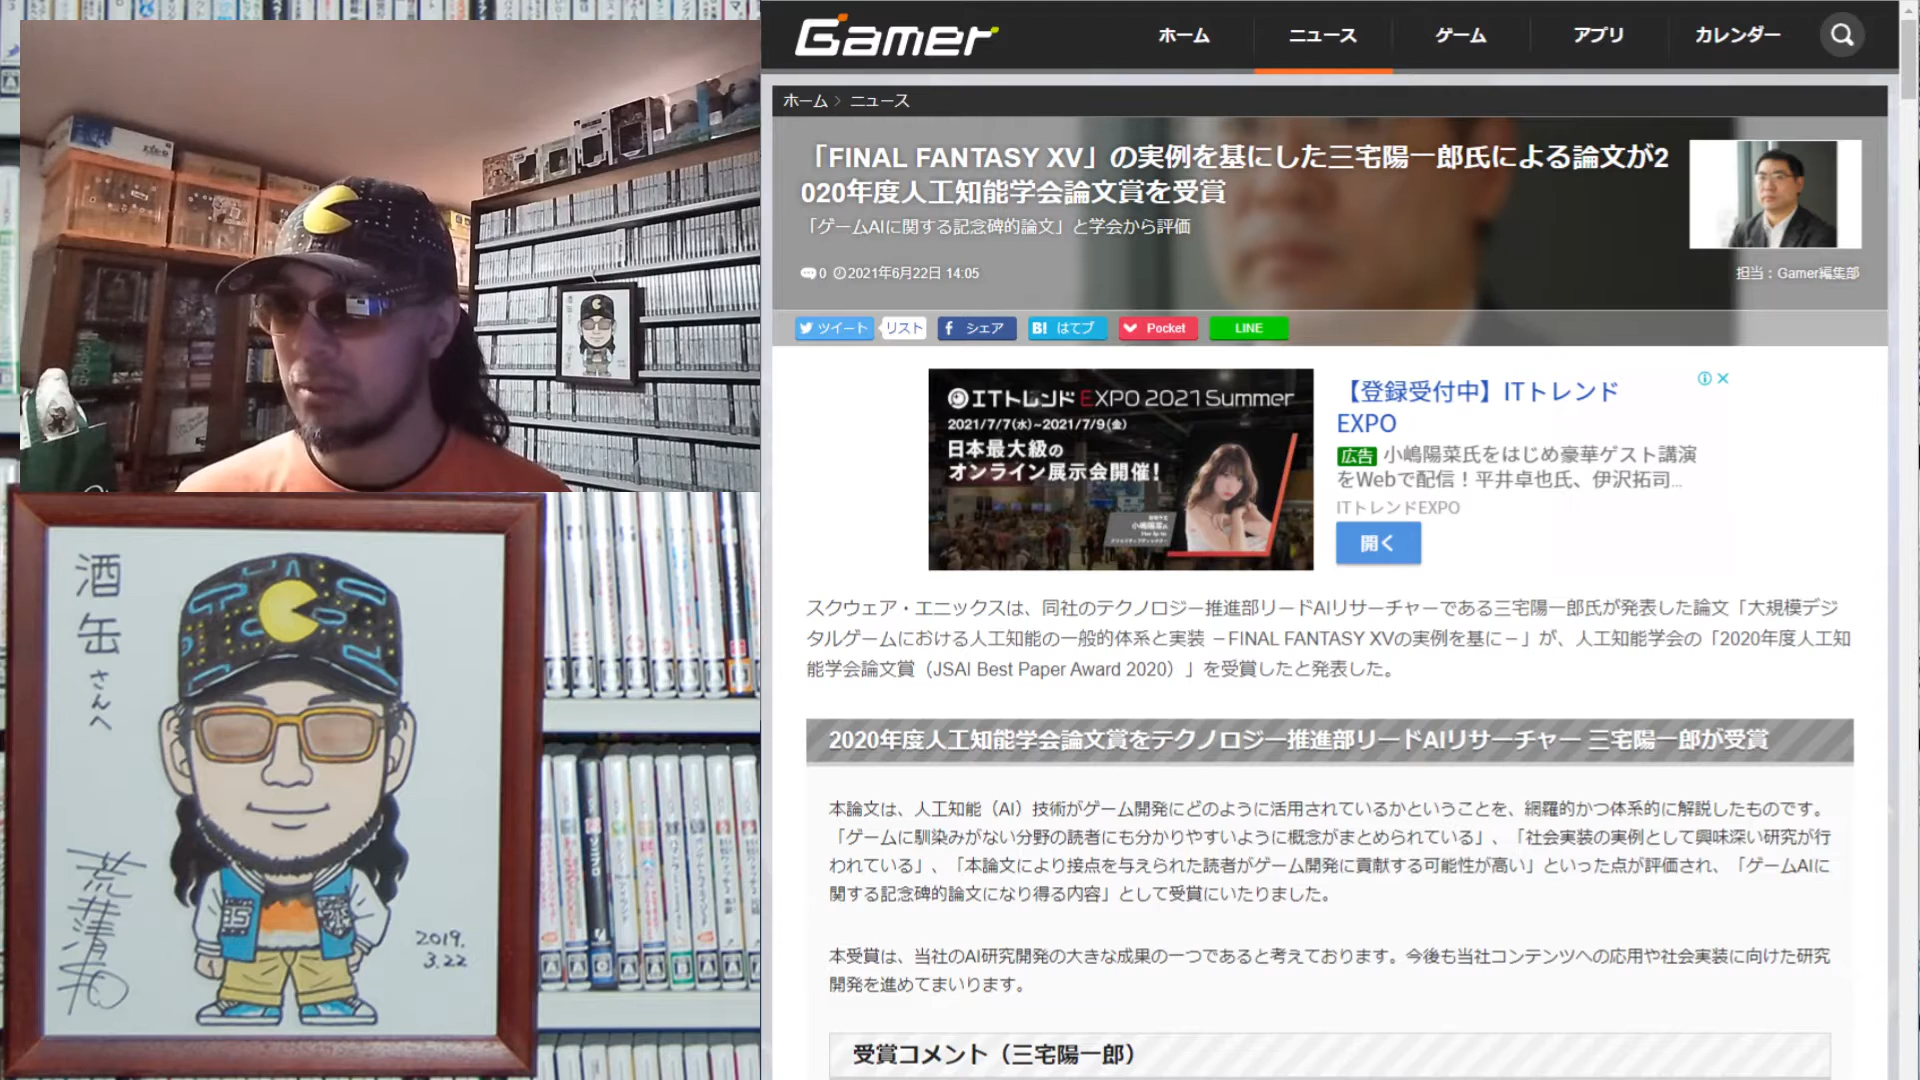 Gamer
ホーム
ニュース
ゲーム
アプリ
カレンダー
ホーム > ニュース
「FINAL FANTASY XV」の実例を基にした三宅陽一郎氏による論文が2
020年度人工知能学会論文賞を受賞
「ゲームAIに関する記念碑的論文」と学会から評価
0 2021年6月22日 14:05
担当：Gamer編集部
ツイート
リスト
シェア
B! はてブ
Pocket
LINE
ITトレンド EXPO 2021 Summer
2021/7/7(水)~2021/7/9(金)
日本最大級の
オンライン展示会開催!
小嶋陽菜氏
【登録受付中】ITトレンド
EXPO
広告 小嶋陽菜氏をはじめ豪華ゲスト講演
をWebで配信！平井卓也氏、伊沢拓司...
ITトレンドEXPO
開く
スクウェア・エニックスは、同社のテクノロジー推進部リードAIリサーチャーである三宅陽一郎氏が発表した論文「大規模デジ
タルゲームにおける人工知能の一般的体系と実装 －FINAL FANTASY XVの実例を基に－」が、人工知能学会の「2020年度人工知
能学会論文賞（JSAI Best Paper Award 2020）」を受賞したと発表した。
2020年度人工知能学会論文賞をテクノロジー推進部リードAIリサーチャー 三宅陽一郎が受賞
本論文は、人工知能（AI）技術がゲーム開発にどのように活用されているかということを、網羅的かつ体系的に解説したものです。
「ゲームに馴染みがない分野の読者にも分かりやすいように概念がまとめられている」、「社会実装の実例として興味深い研究が行
われている」、「本論文により接点を与えられた読者がゲーム開発に貢献する可能性が高い」といった点が評価され、「ゲームAIに
関する記念碑的論文になり得る内容」として受賞にいたりました。
本受賞は、当社のAI研究開発の大きな成果の一つであると考えております。今後も当社コンテンツへの応用や社会実装に向けた研究
開発を進めてまいります。
受賞コメント（三宅陽一郎）
酒缶さんへ
2019.
3.22